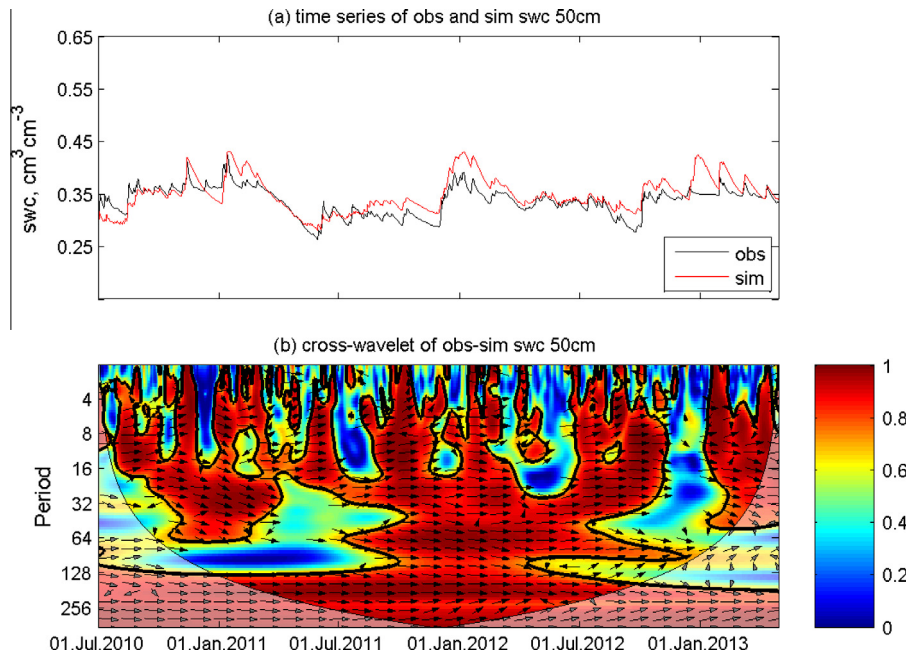 (a) time series of obs and sim swc 50cm
0.65
0.55
0.45
0.35
0.25
swc, cm³ cm⁻³
obs
sim
(b) cross-wavelet of obs-sim swc 50cm
4
8
16
32
64
128
256
Period
01.Jul.2010 01.Jan.2011 01.Jul.2011 01.Jan.2012 01.Jul.2012 01.Jan.2013
1
0.8
0.6
0.4
0.2
0